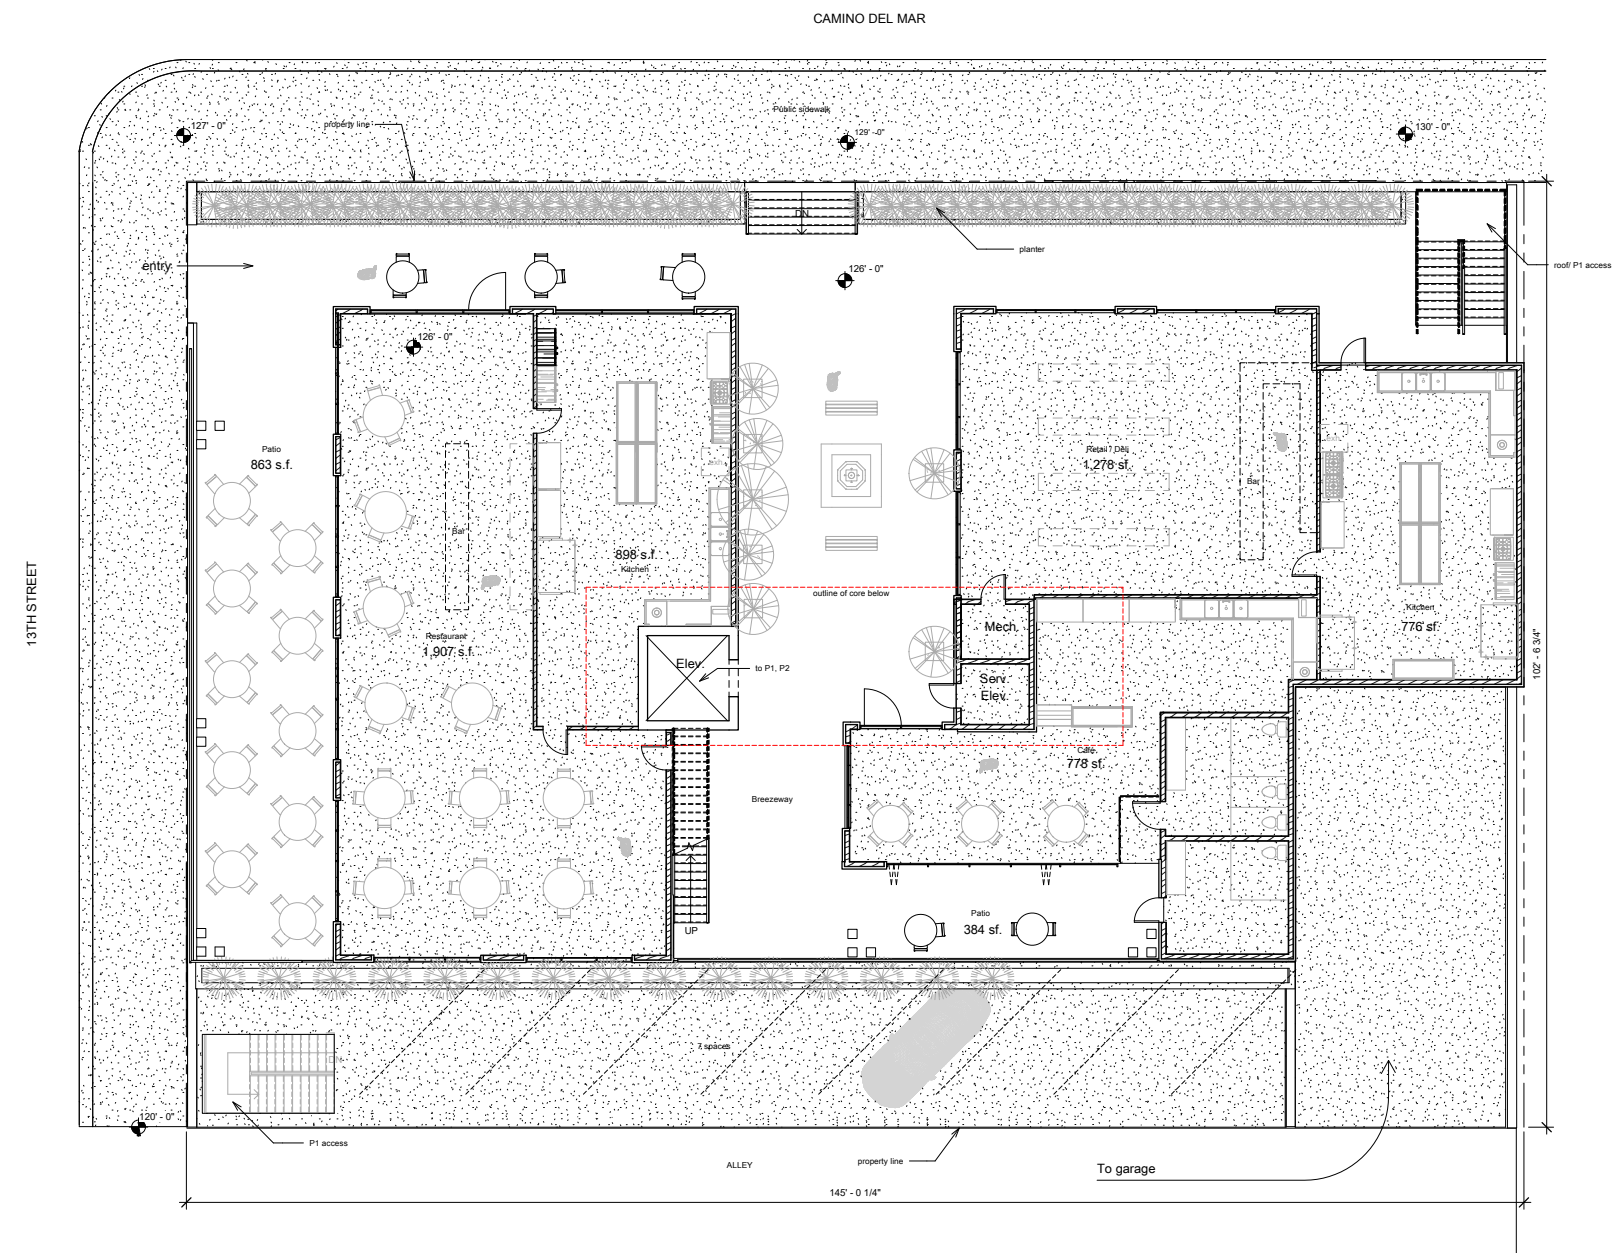 CAMINO DEL MAR
Public sidewalk
property line
127' - 0"
129' - 0"
130' - 0"
DN
planter
roof/ P1 access
entry
126' - 0"
126' - 0"
Patio
863 s.f.
Bar
898 s.f.
Kitchen
Retail / Deli
1,278 sf.
Bar
outline of core below
Kitchen
776 sf.
Mech.
Restaurant
1,907 s.f.
Elev.
to P1, P2
Serv.
Elev.
13TH STREET
102' - 6 3/4"
Cafe
778 sf.
Breezeway
UP
Patio
384 sf.
7 spaces
DN
120' - 0"
P1 access
ALLEY
property line
To garage
145' - 0 1/4"